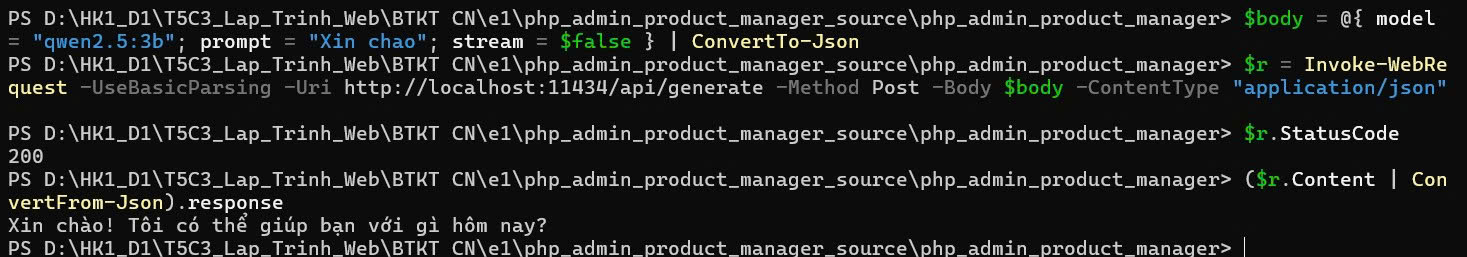 PS D:\HK1_D1\T5C3_Lap_Trinh_Web\BTKT CN\e1\php_admin_product_manager_source\php_admin_product_manager> $body = @{ model
= "qwen2.5:3b"; prompt = "Xin chao"; stream = $false } | ConvertTo-Json
PS D:\HK1_D1\T5C3_Lap_Trinh_Web\BTKT CN\e1\php_admin_product_manager_source\php_admin_product_manager> $r = Invoke-WebRe
quest -UseBasicParsing -Uri http://localhost:11434/api/generate -Method Post -Body $body -ContentType "application/json"
PS D:\HK1_D1\T5C3_Lap_Trinh_Web\BTKT CN\e1\php_admin_product_manager_source\php_admin_product_manager> $r.StatusCode
200
PS D:\HK1_D1\T5C3_Lap_Trinh_Web\BTKT CN\e1\php_admin_product_manager_source\php_admin_product_manager> ($r.Content | Con
vertFrom-Json).response
Xin chào! Tôi có thể giúp bạn với gì hôm nay?
PS D:\HK1_D1\T5C3_Lap_Trinh_Web\BTKT CN\e1\php_admin_product_manager_source\php_admin_product_manager>